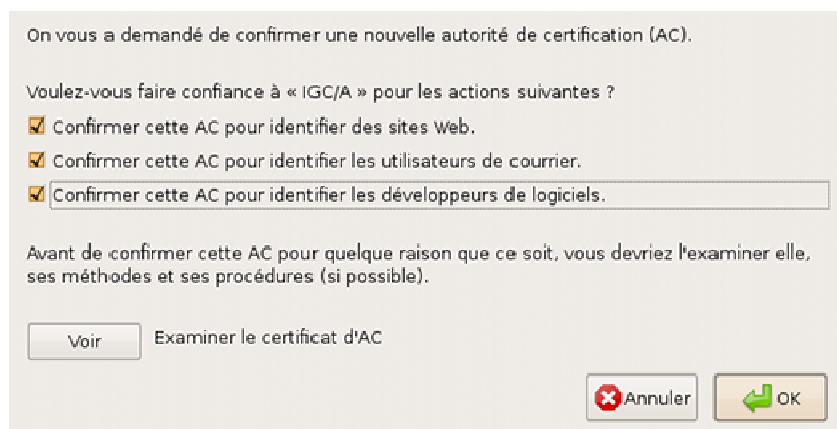 On vous a demandé de confirmer une nouvelle autorité de certification (AC).
Voulez-vous faire confiance à « IGC/A » pour les actions suivantes ?
Confirmer cette AC pour identifier des sites Web.
Confirmer cette AC pour identifier les utilisateurs de courrier.
Confirmer cette AC pour identifier les développeurs de logiciels.
Avant de confirmer cette AC pour quelque raison que ce soit, vous devriez l'examiner elle,
ses méthodes et ses procédures (si possible).
Voir Examiner le certificat d'AC
Annuler OK